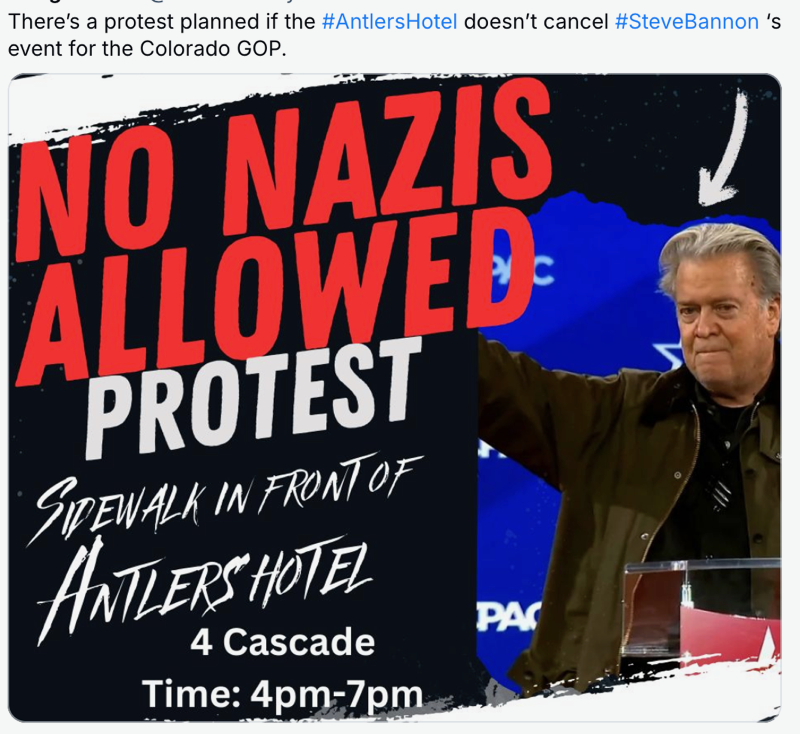 There's a protest planned if the #AntlersHotel doesn't cancel #SteveBannon 's
event for the Colorado GOP.
NO NAZIS
ALLOWED
PROTEST
SIDEWALK IN FRONT OF
ANTLERS HOTEL
4 Cascade
Time: 4pm-7pm
PAC
PAC